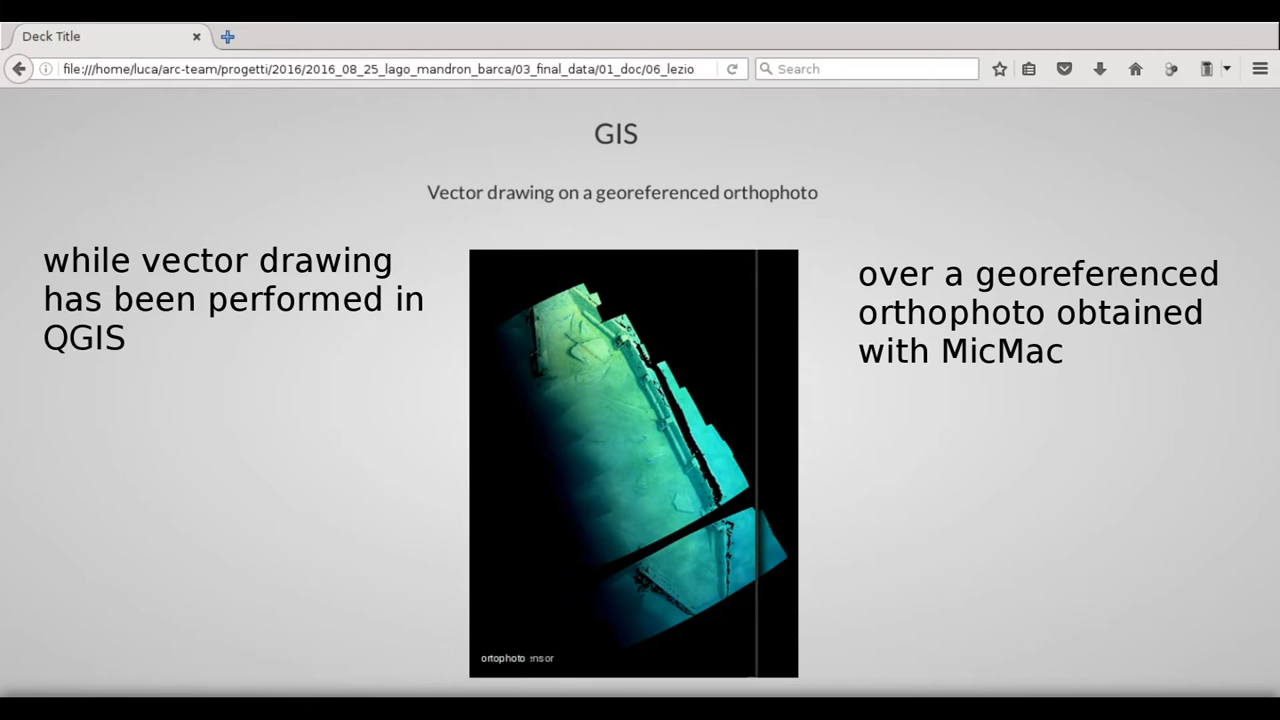 Deck Title
file:///home/luca/arc-team/progetti/2016/2016_08_25_lago_mandron_barca/03_final_data/01_doc/06_lezio
Search
GIS
Vector drawing on a georeferenced orthophoto
while vector drawing
has been performed in
QGIS
over a georeferenced
orthophoto obtained
with MicMac
ortophoto